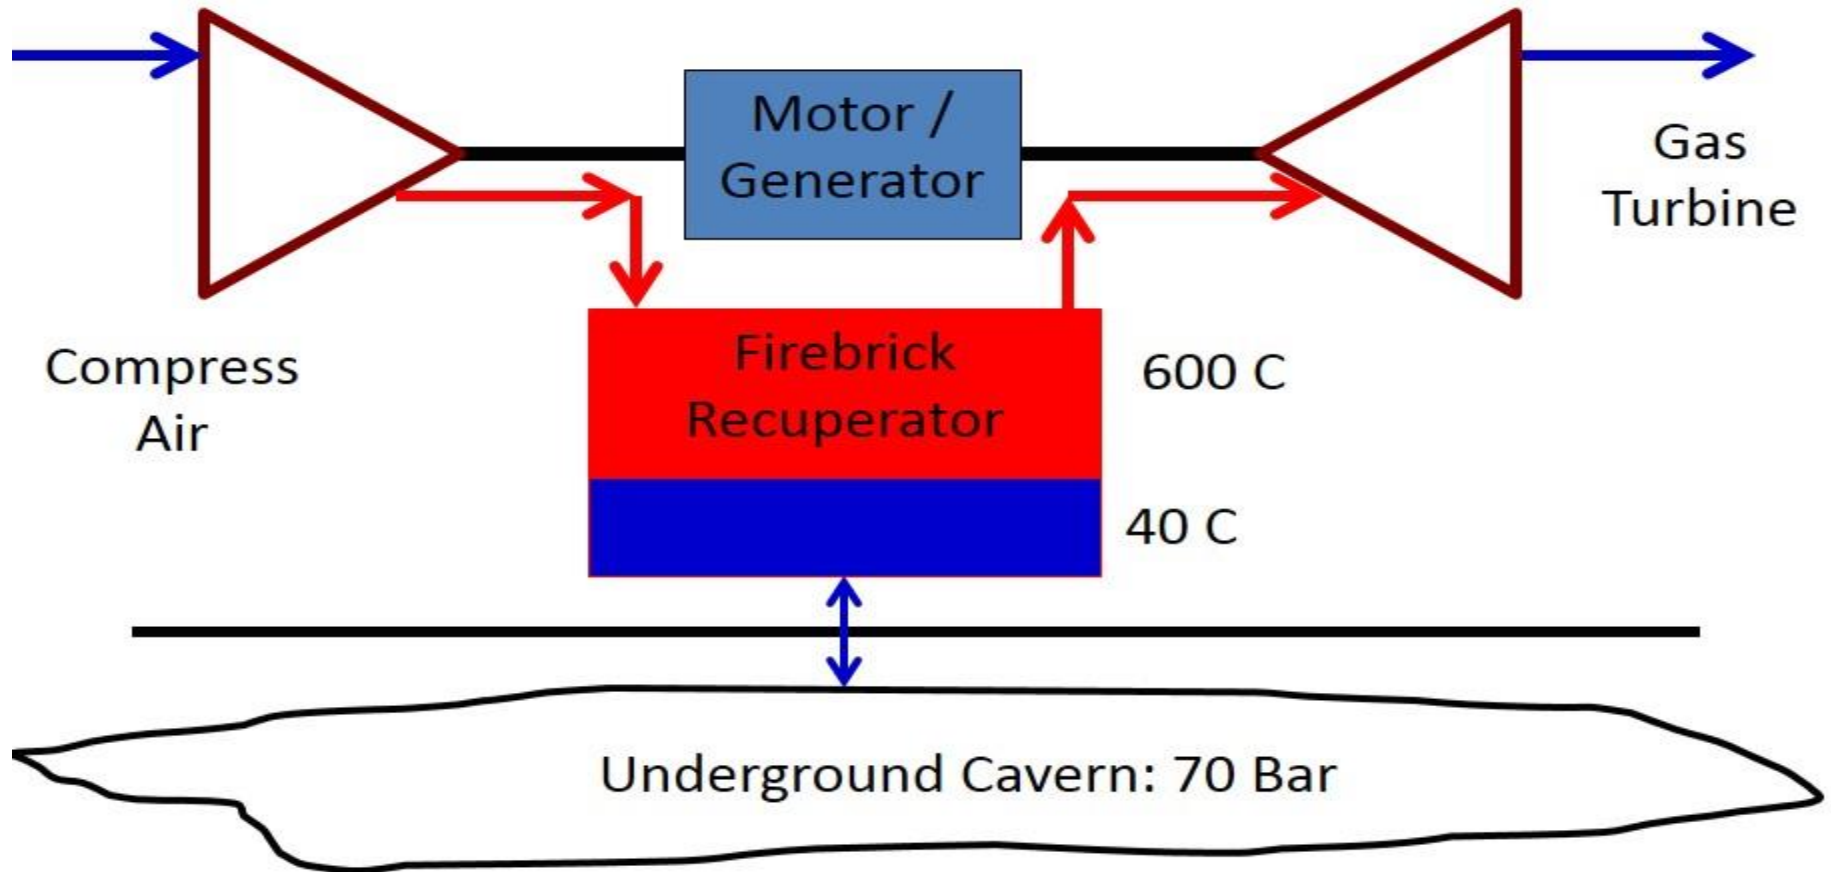 Motor /
Generator
Gas
Turbine
Compress
Air
Firebrick
Recuperator
600 C
40 C
Underground Cavern: 70 Bar